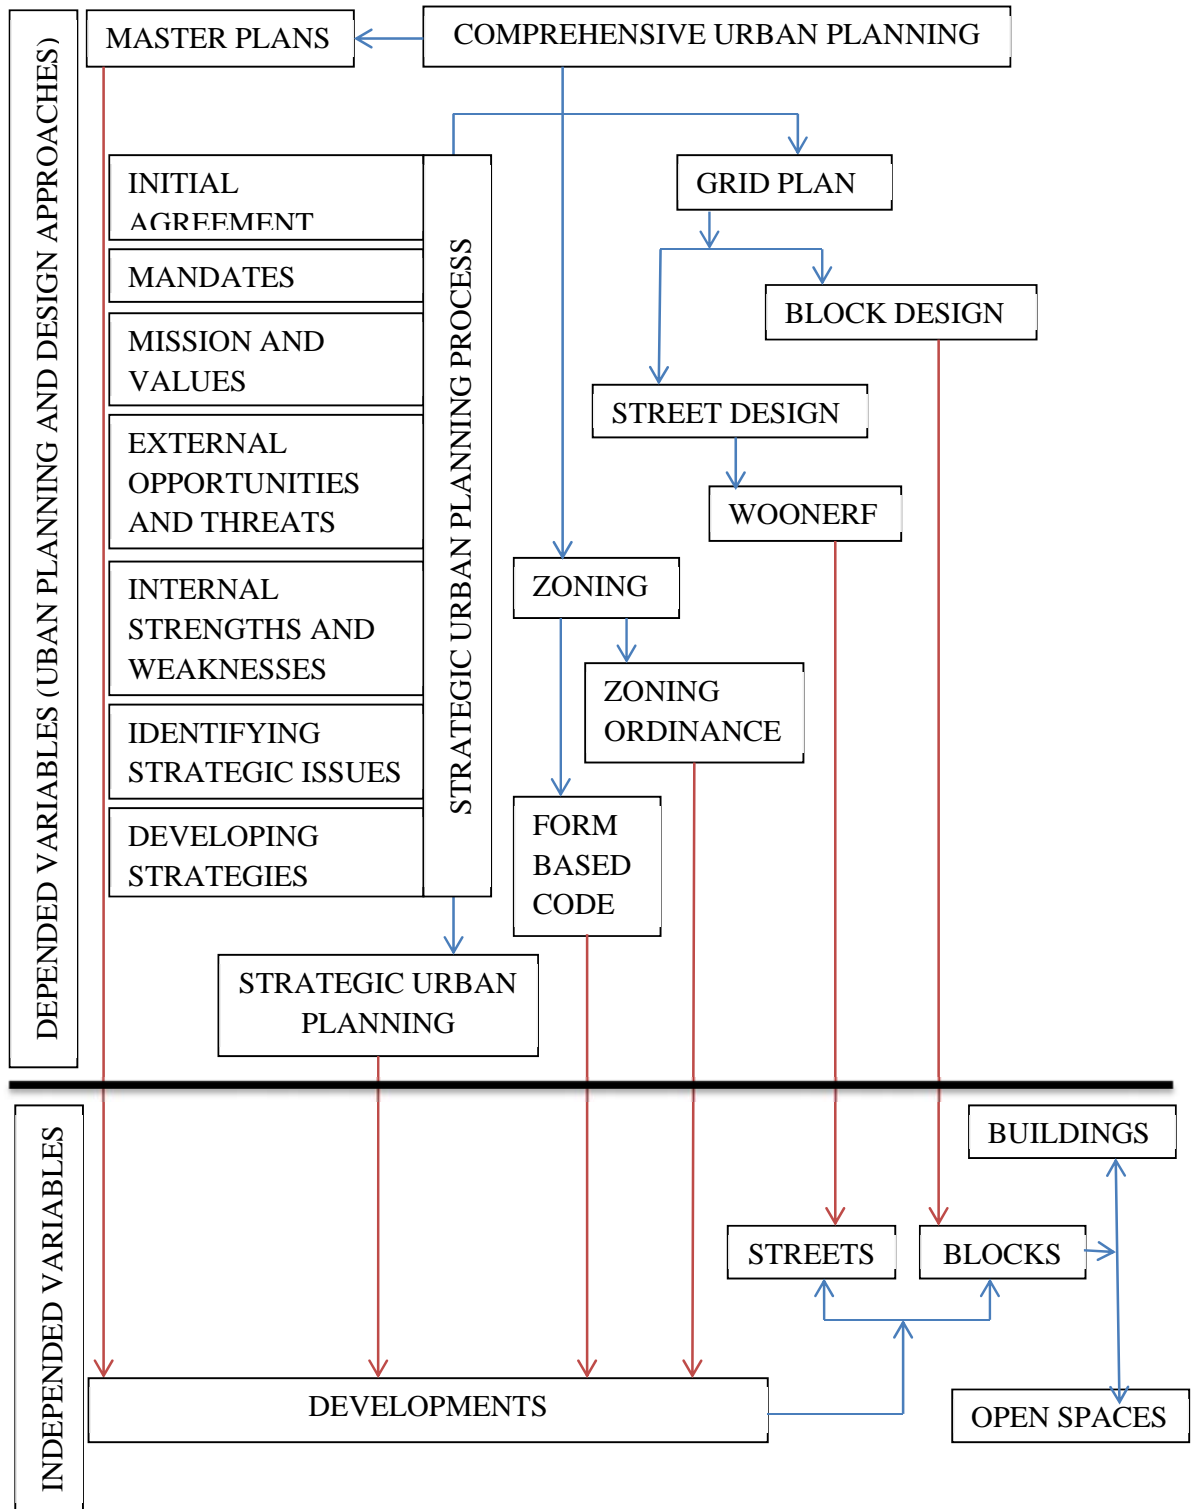 DEPENDED VARIABLES (UBAN PLANNING AND DESIGN APPROACHES)
MASTER PLANS
COMPREHENSIVE URBAN PLANNING
INITIAL
AGREEMENT
MANDATES
MISSION AND
VALUES
EXTERNAL
OPPORTUNITIES
AND THREATS
INTERNAL
STRENGTHS AND
WEAKNESSES
IDENTIFYING
STRATEGIC ISSUES
DEVELOPING
STRATEGIES
STRATEGIC URBAN PLANNING PROCESS
GRID PLAN
BLOCK DESIGN
STREET DESIGN
WOONERF
ZONING
ZONING
ORDINANCE
FORM
BASED
CODE
STRATEGIC URBAN
PLANNING
INDEPENDED VARIABLES
BUILDINGS
STREETS
BLOCKS
DEVELOPMENTS
OPEN SPACES